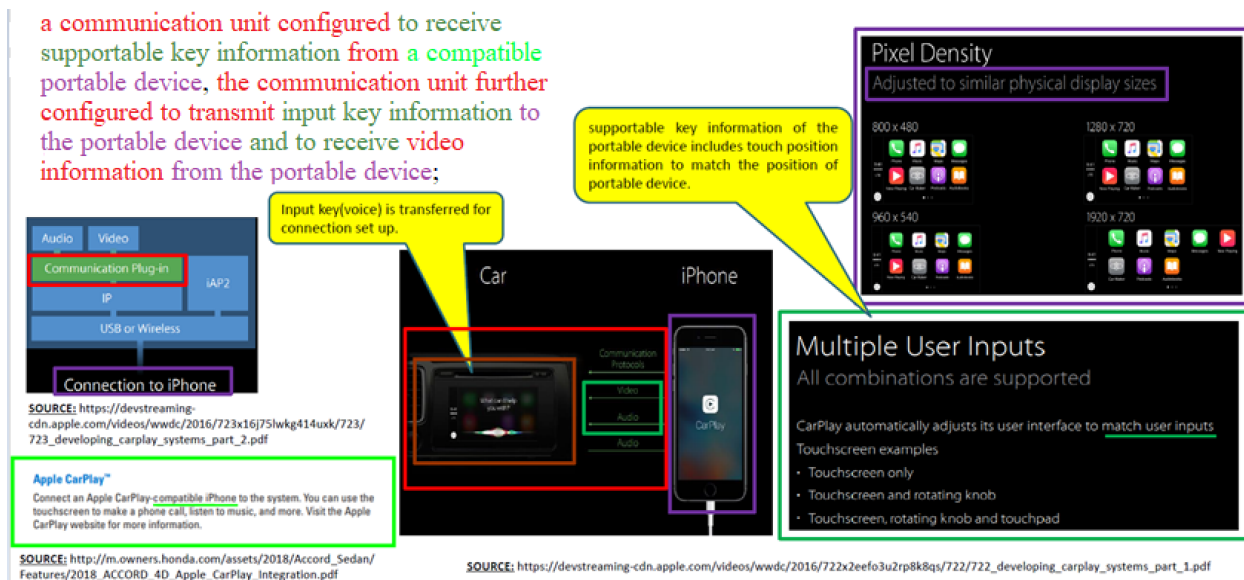 a communication unit configured to receive
supportable key information from a compatible
portable device, the communication unit further
configured to transmit input key information to
the portable device and to receive video
information from the portable device;
Input key(voice) is transferred for
connection set up.
supportable key information of the
portable device includes touch position
information to match the position of
portable device.
Pixel Density
Adjusted to similar physical display sizes
800 x 480
1280 x 720
960 x 540
1920 x 720
Audio
Video
Communication Plug-in
iAP2
IP
USB or Wireless
Connection to iPhone
SOURCE: https://devstreaming-
cdn.apple.com/videos/wwdc/2016/723x16j75lwkg414uxk/723/
723_developing_carplay_systems_part_2.pdf
Car
iPhone
What can I help
you with?
Communication
Protocols
Video
Audio
Audio
CarPlay
Multiple User Inputs
All combinations are supported
CarPlay automatically adjusts its user interface to match user inputs
Touchscreen examples
• Touchscreen only
• Touchscreen and rotating knob
• Touchscreen, rotating knob and touchpad
Apple CarPlay™
Connect an Apple CarPlay-compatible iPhone to the system. You can use the
touchscreen to make a phone call, listen to music, and more. Visit the Apple
CarPlay website for more information.
SOURCE: http://m.owners.honda.com/assets/2018/Accord_Sedan/
Features/2018_ACCORD_4D_Apple_CarPlay_Integration.pdf
SOURCE: https://devstreaming-cdn.apple.com/videos/wwdc/2016/722x2eefo3u2rp8k8qs/722/722_developing_carplay_systems_part_1.pdf